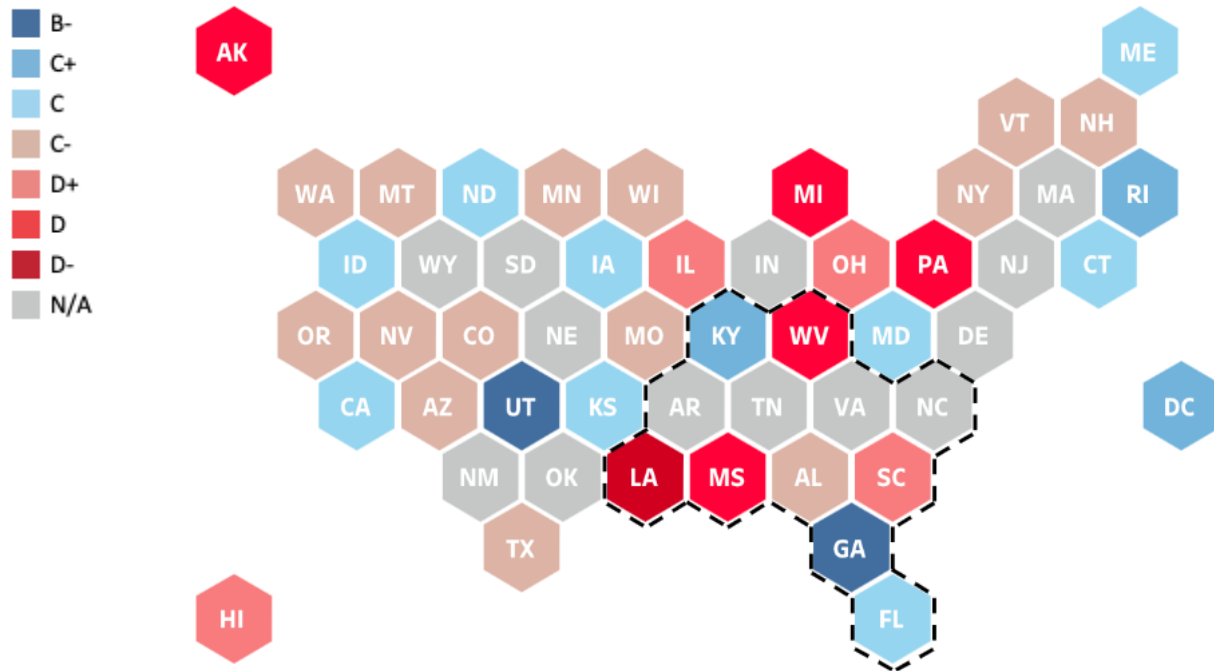 B-
C+
C
C-
D+
D
D-
N/A
AK
ME
VT NH
WA MT ND MN WI MI NY MA RI
ID WY SD IA IL IN OH PA NJ CT
OR NV CO NE MO KY WV MD DE
CA AZ UT KS AR TN VA NC DC
NM OK LA MS AL SC
TX GA
HI FL